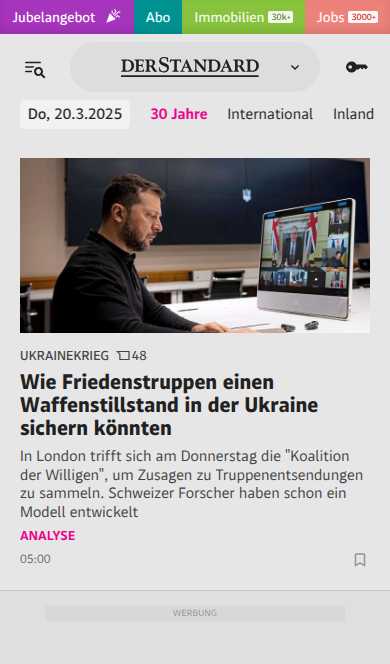 Jubelangebot
Abo
Immobilien 30k+
Jobs 3000+
DERSTANDARD
Do, 20.3.2025 30 Jahre International Inland
UKRAINEKRIEG 48
Wie Friedenstruppen einen
Waffenstillstand in der Ukraine
sichern könnten
In London trifft sich am Donnerstag die "Koalition
der Willigen", um Zusagen zu Truppenentsendungen
zu sammeln. Schweizer Forscher haben schon ein
Modell entwickelt
ANALYSE
05:00
WERBUNG